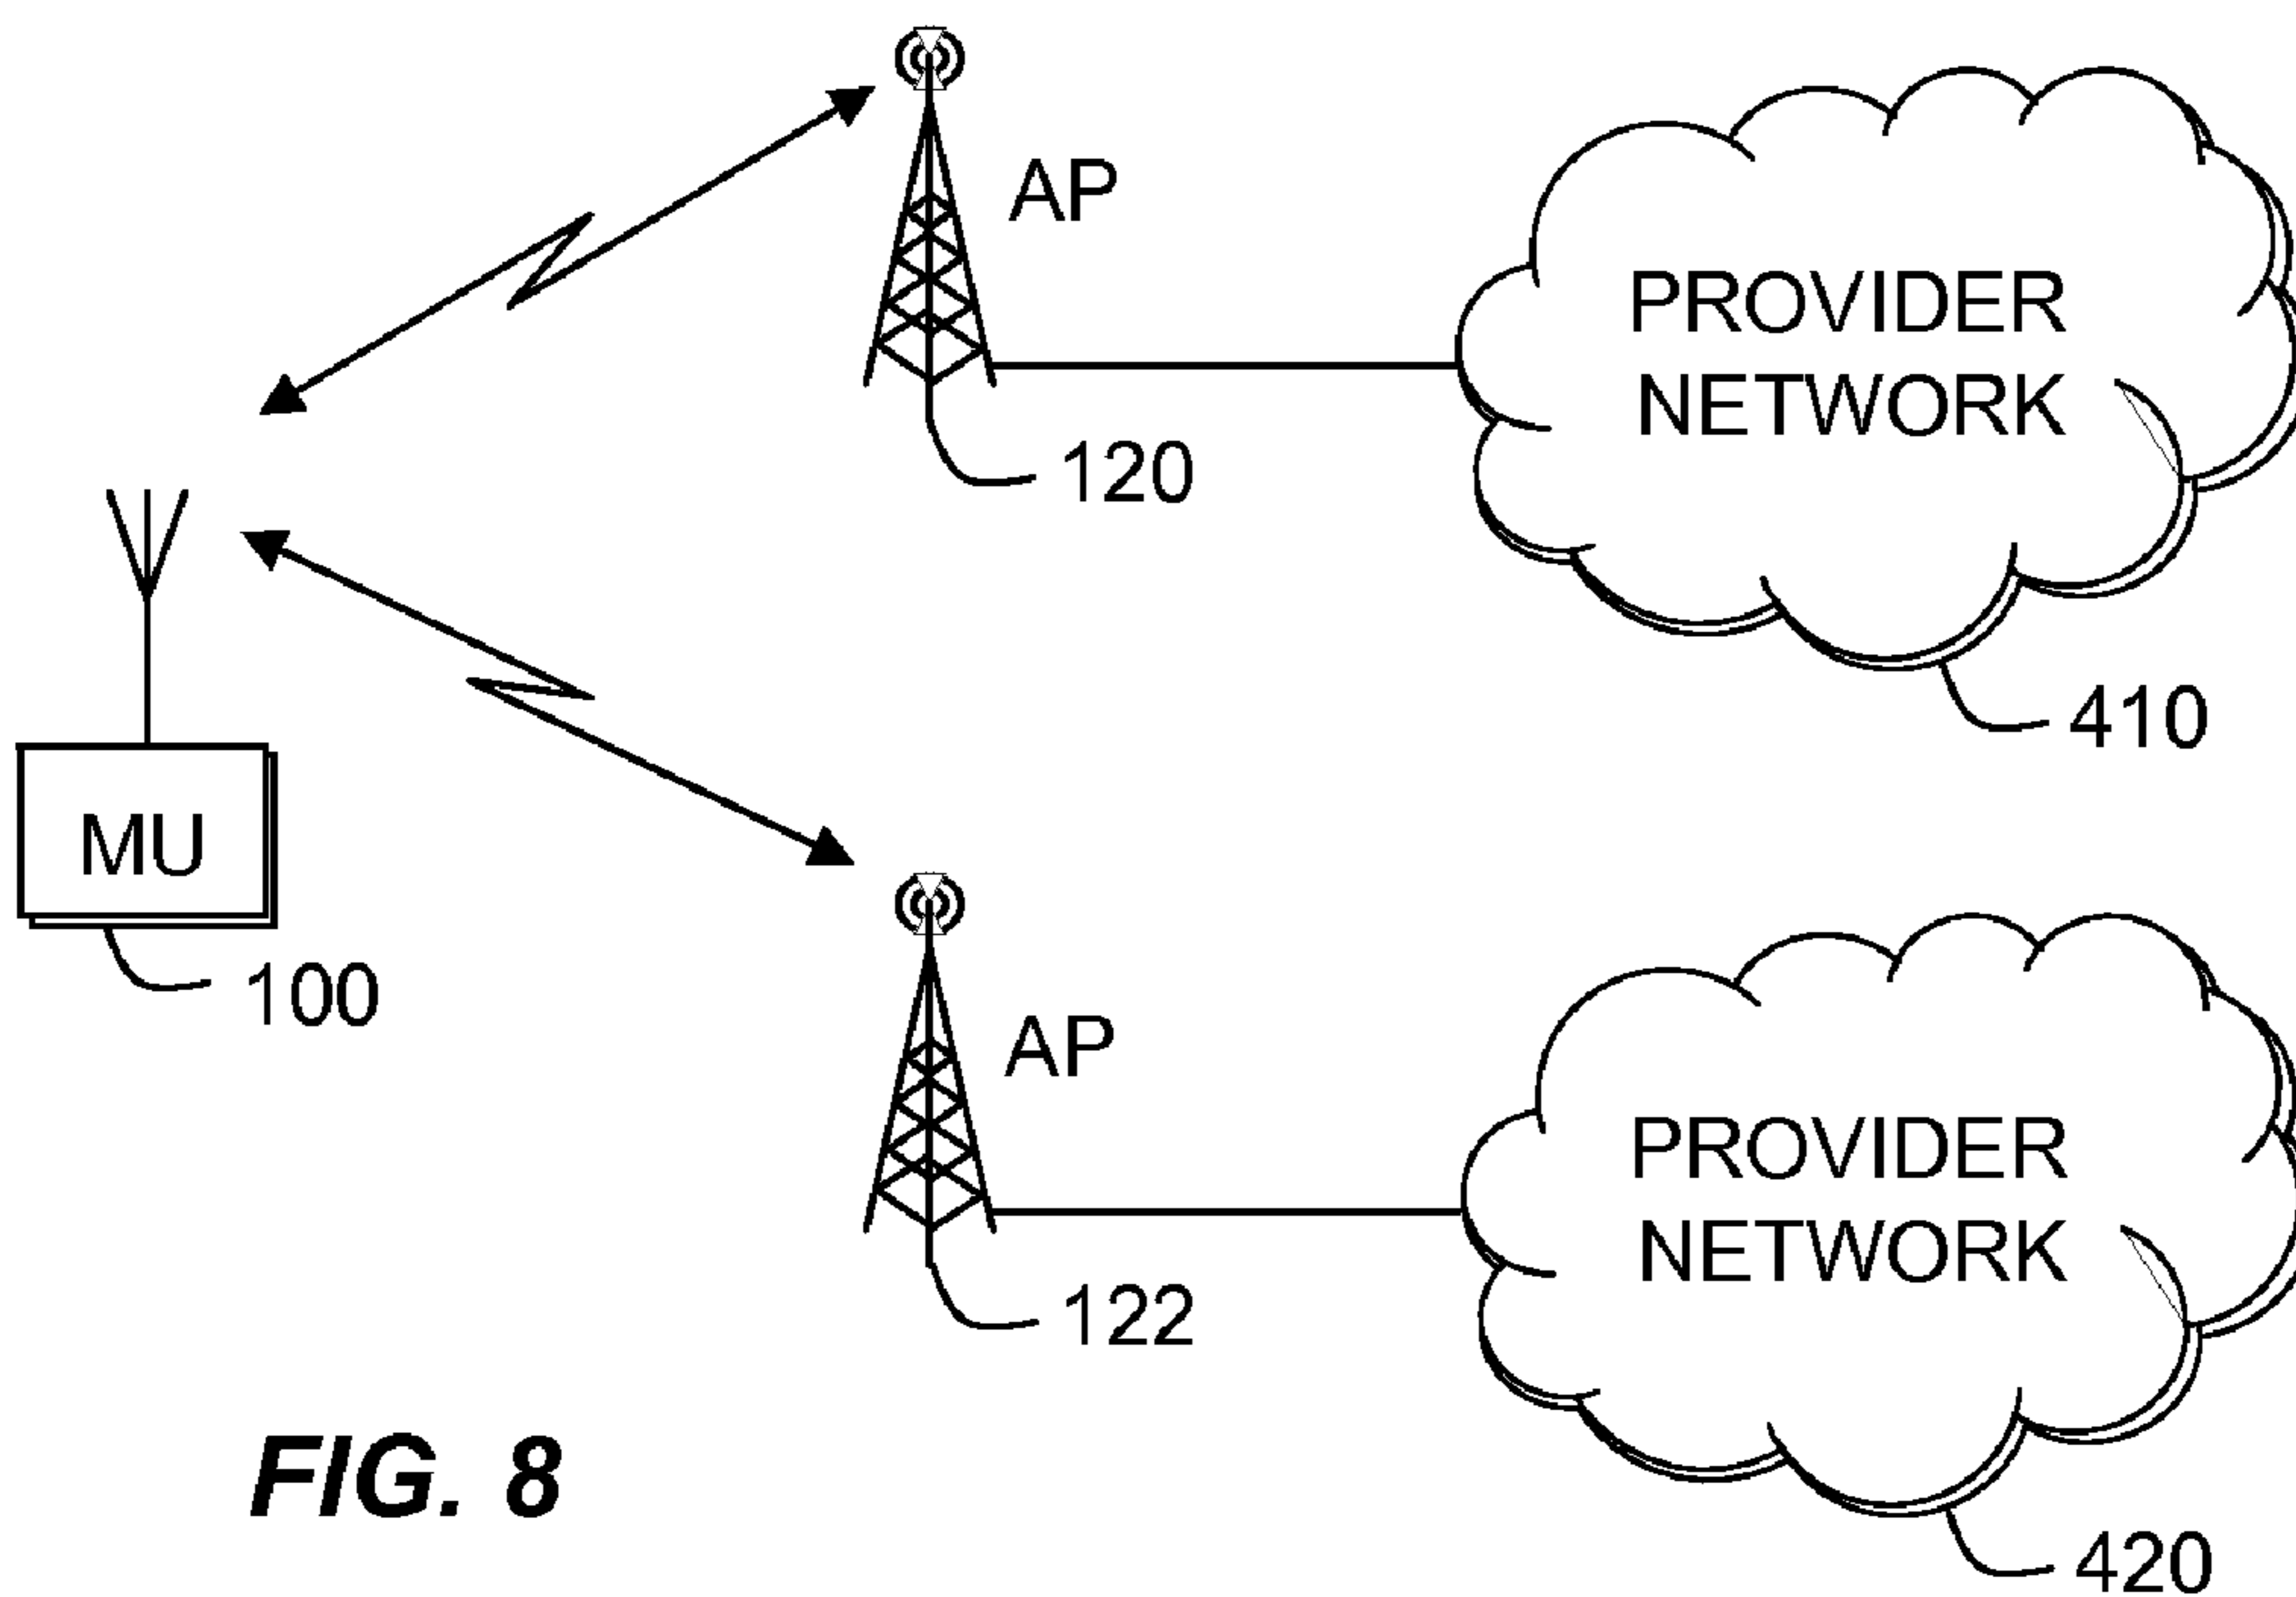 AP
PROVIDER
NETWORK
120
410
MU
100
AP
PROVIDER
NETWORK
122
FIG. 8
420